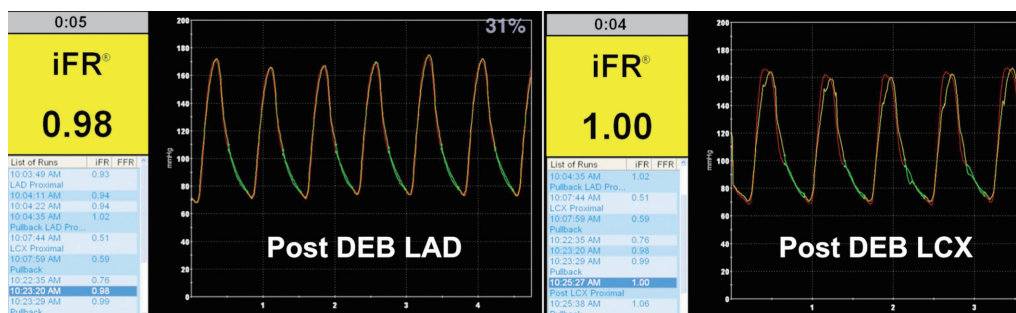 0:05
iFR®
0.98
List of Runs iFR FFR
10:03:49 AM 0.93
LAD Proximal
10:04:11 AM 0.94
10:04:22 AM 0.94
10:04:35 AM 1.02
Pullback LAD Pro...
10:07:44 AM 0.51
LCX Proximal
10:07:59 AM 0.59
Pullback
10:22:35 AM 0.76
10:23:20 AM 0.98
10:23:29 AM 0.99
Pullback
31%
200
180
160
140
120
100
80
60
40
20
0
mmHg
1 2 3 4
Post DEB LAD
0:04
iFR®
1.00
List of Runs iFR FFR
10:04:35 AM 1.02
Pullback LAD Pro...
10:07:44 AM 0.51
LCX Proximal
10:07:59 AM 0.59
Pullback
10:22:35 AM 0.76
10:23:20 AM 0.98
10:23:29 AM 0.99
Pullback
10:25:27 AM 1.00
Post LCX Proximal
10:25:38 AM 1.06
Pullback
200
180
160
140
120
100
80
60
40
20
0
mmHg
1 2 3
Post DEB LCX